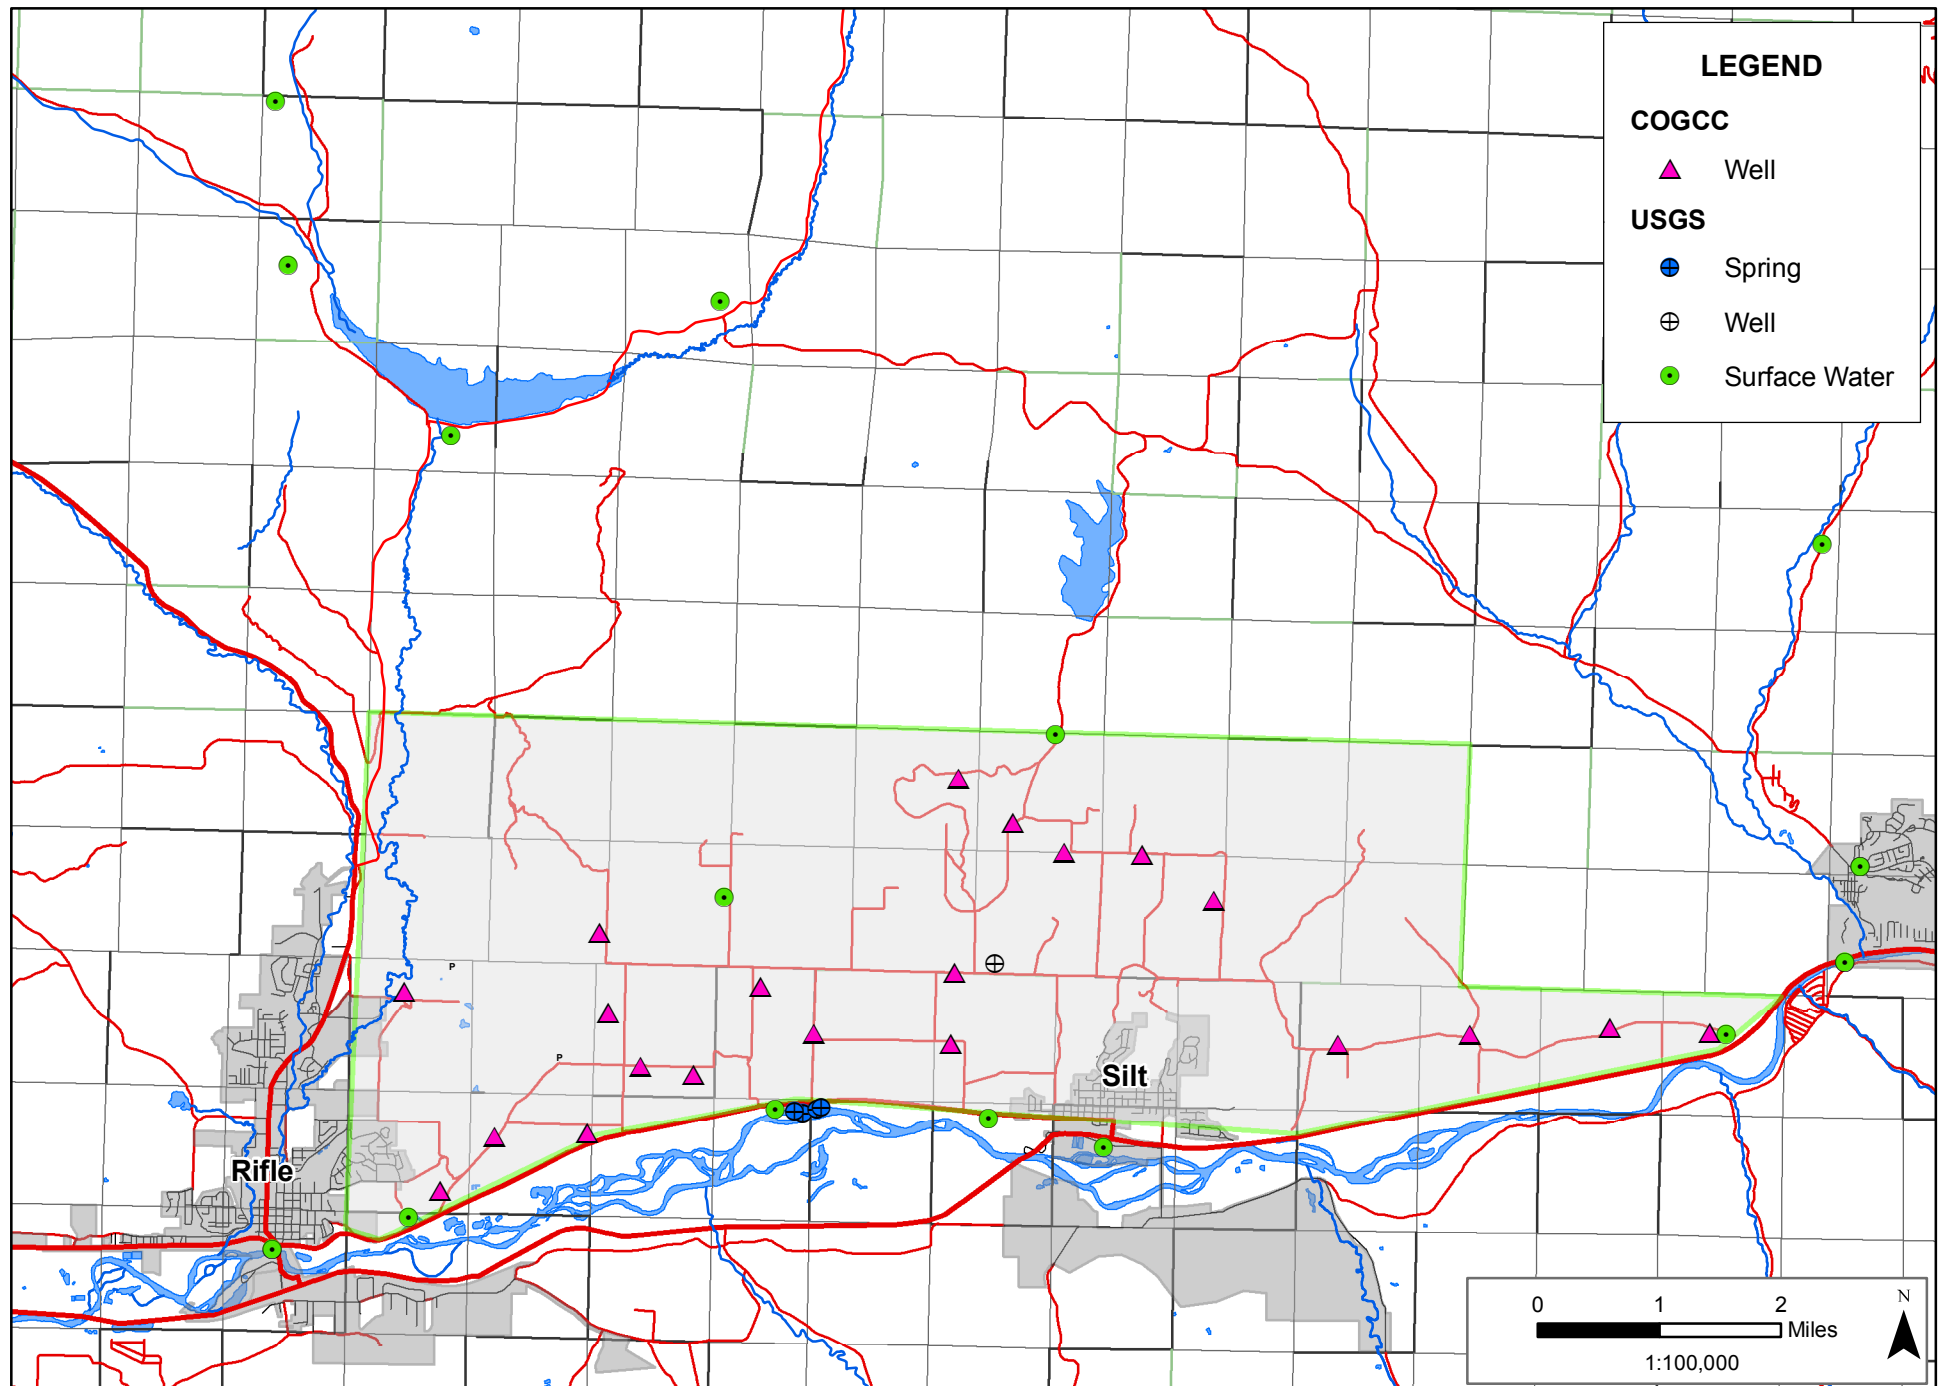 LEGEND
COGCC
Well
USGS
Spring
Well
Surface Water
P
P
Silt
Rifle
0 1 2
Miles
1:100,000
N